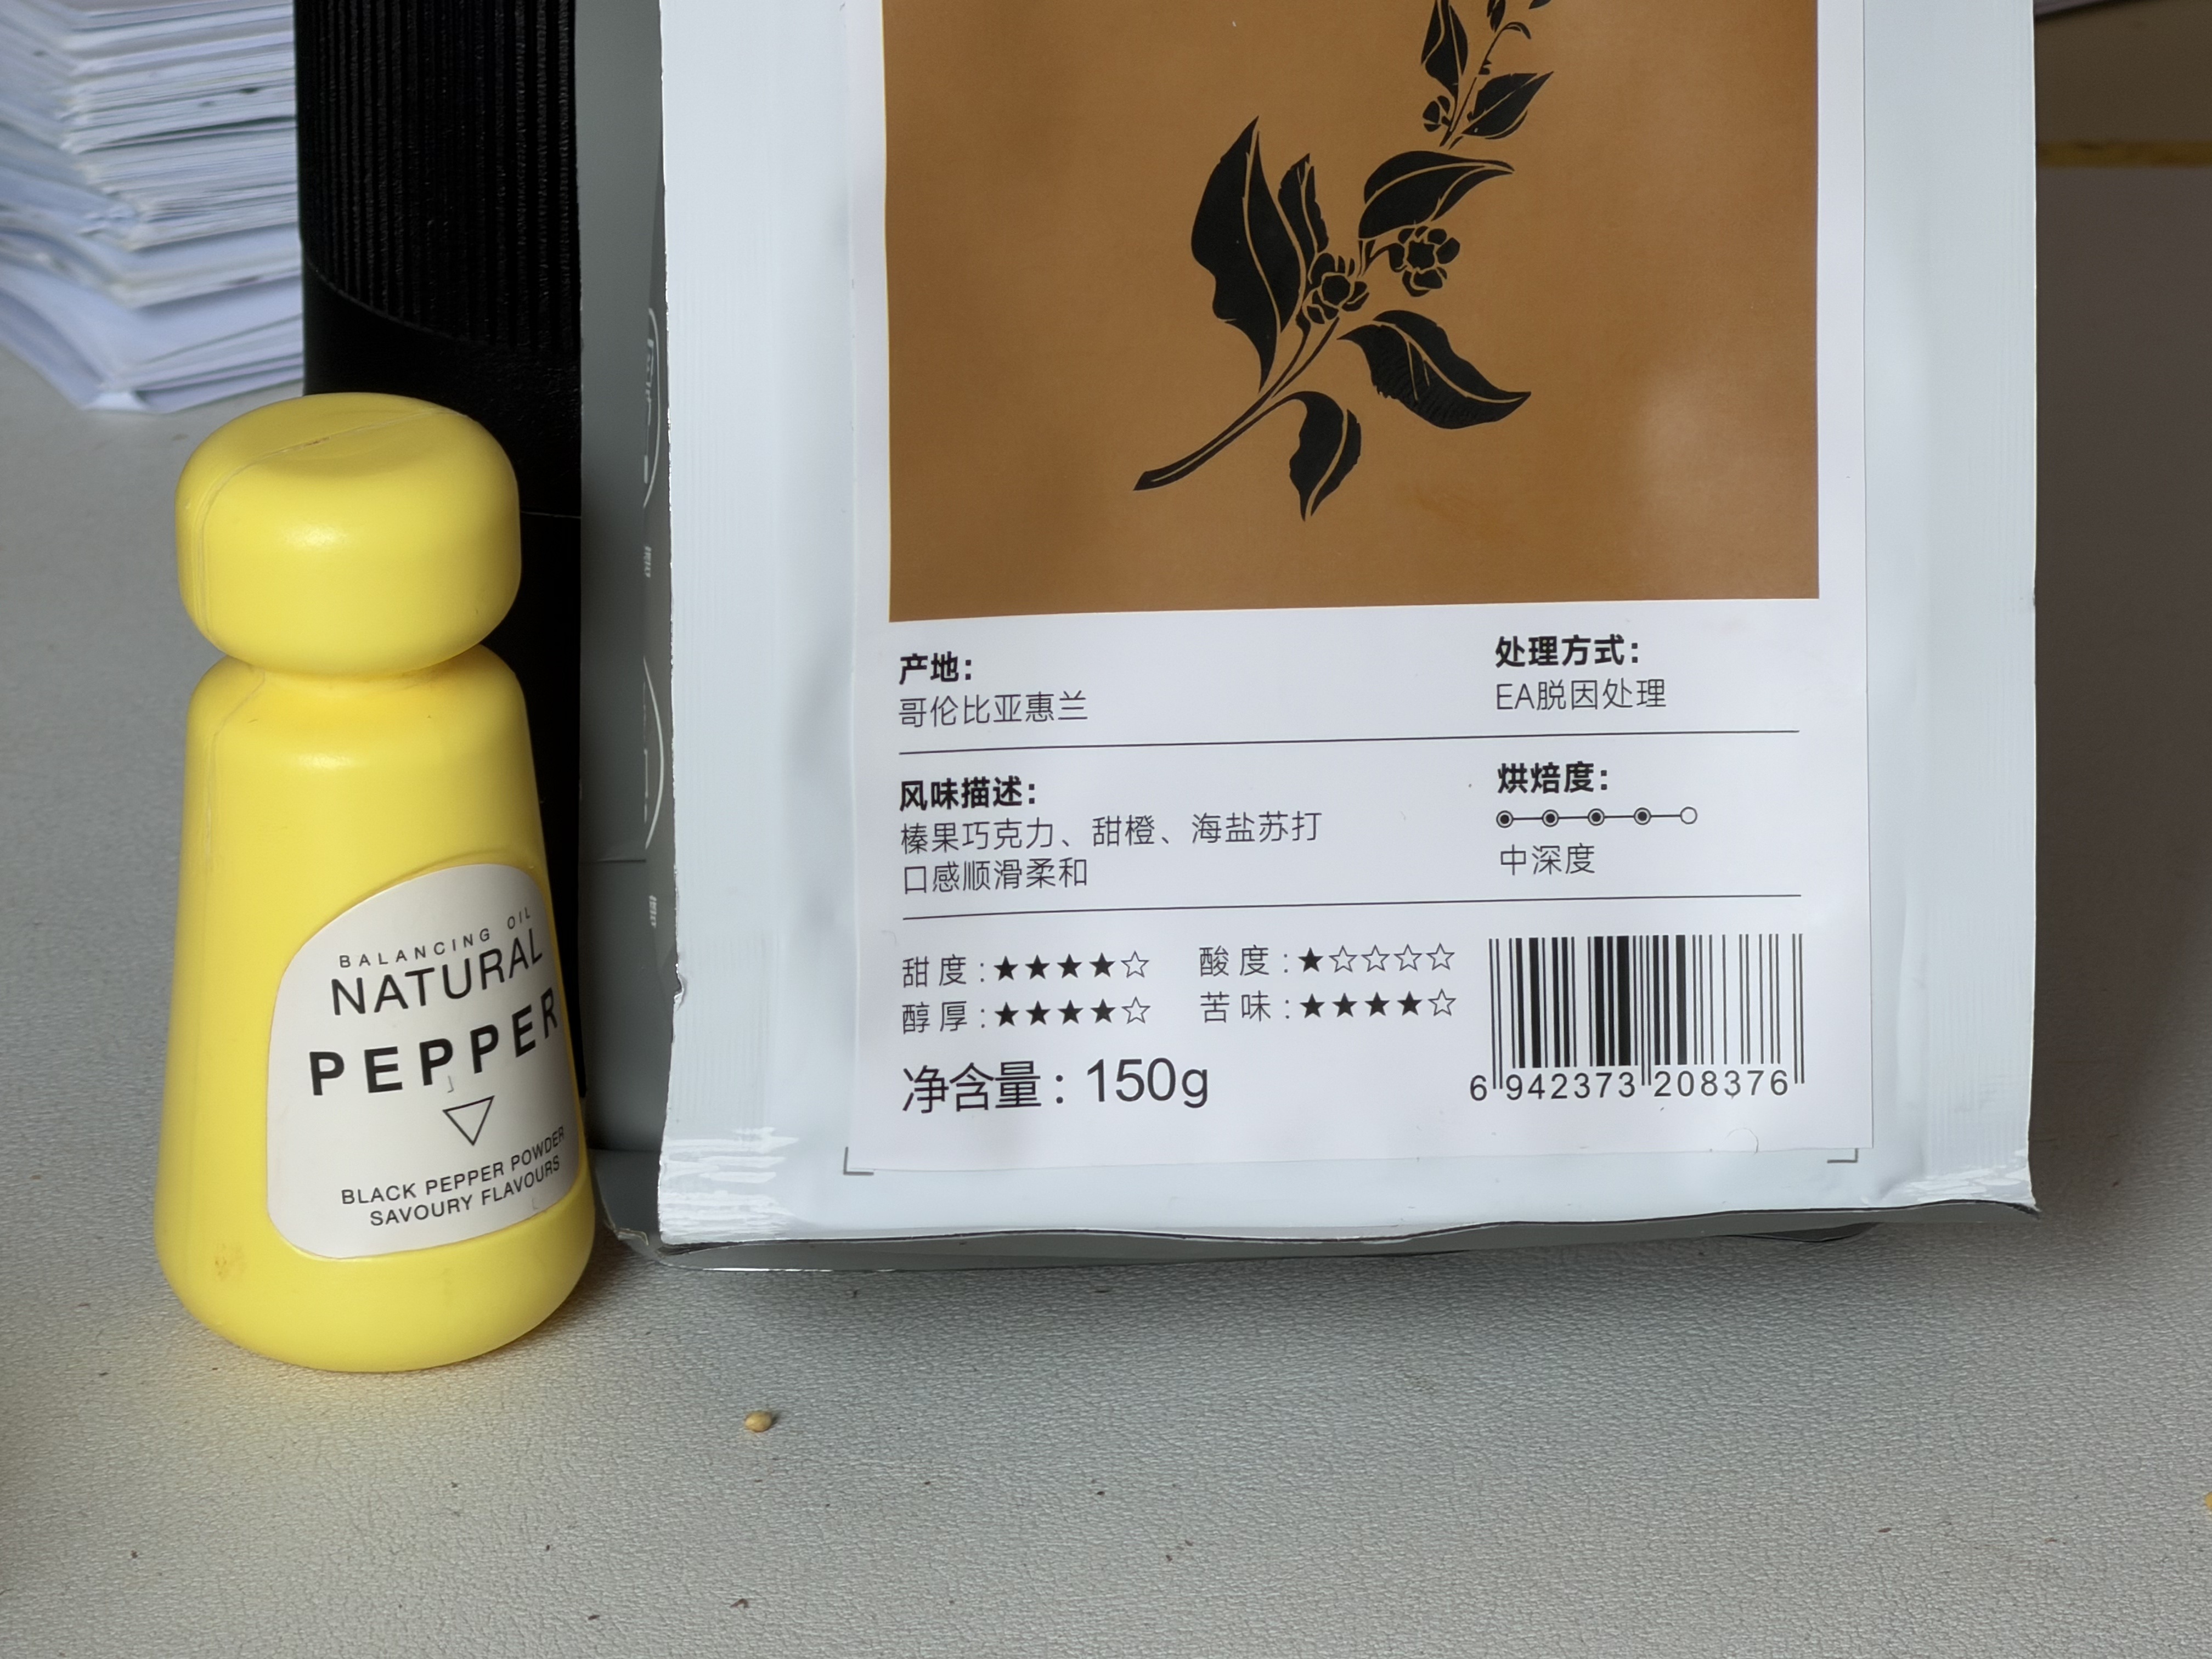 BALANCING OIL
NATURAL
PEPPER
BLACK PEPPER POWDER
SAVOURY FLAVOURS
产地：
哥伦比亚惠兰
处理方式：
EA脱因处理
风味描述：
榛果巧克力、甜橙、海盐苏打
口感顺滑柔和
烘焙度：
中深度
甜度：★★★★☆ 酸度：★☆☆☆☆
醇厚：★★★★☆ 苦味：★★★★☆
净含量：150g
6 942373 208376